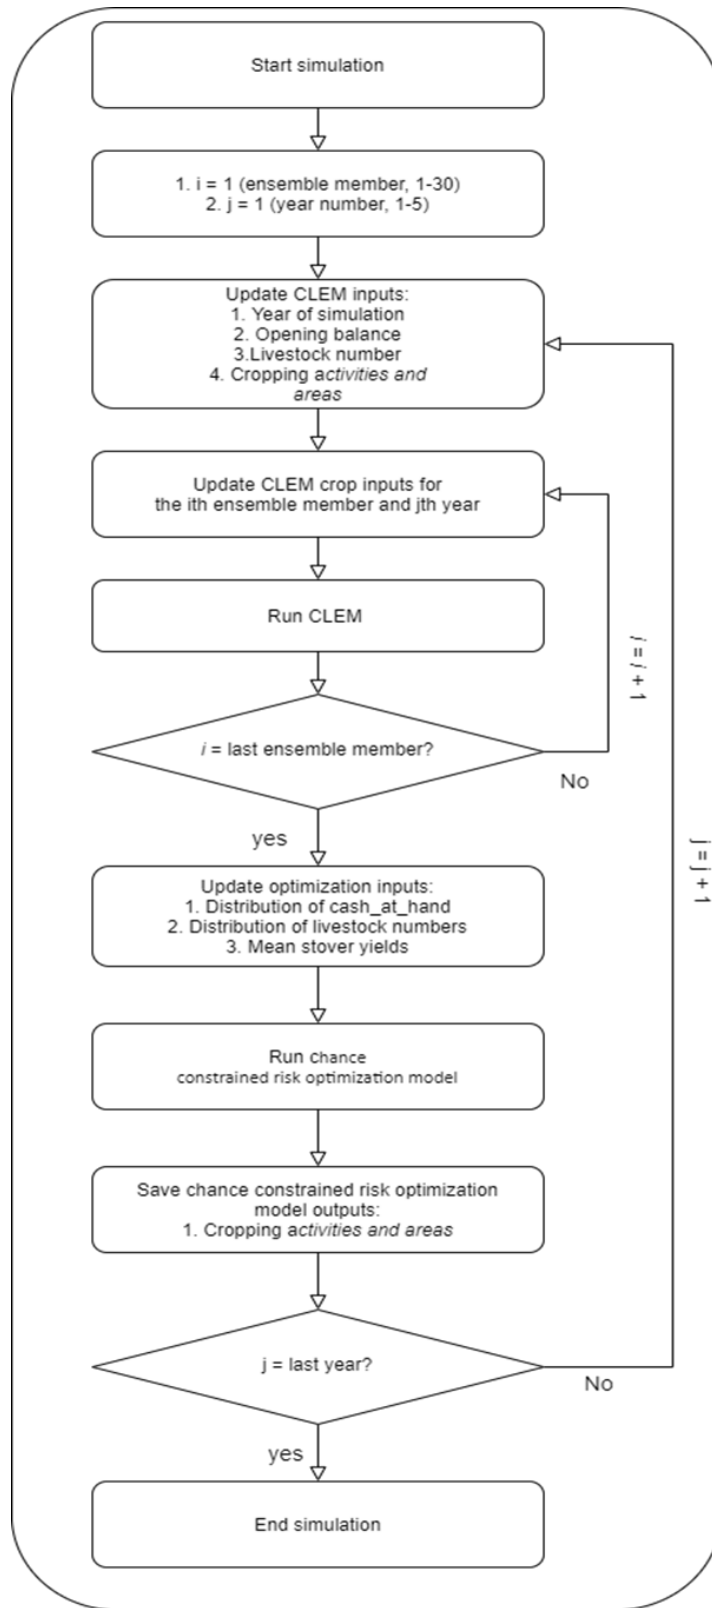 Start simulation
1. i = 1 (ensemble member, 1-30)
2. j = 1 (year number, 1-5)
Update CLEM inputs:
1. Year of simulation
2. Opening balance
3.Livestock number
4. Cropping activities and
areas
Update CLEM crop inputs for
the ith ensemble member and jth year
Run CLEM
i = i + 1
i = last ensemble member?
No
yes
j = j + 1
Update optimization inputs:
1. Distribution of cash_at_hand
2. Distribution of livestock numbers
3. Mean stover yields
Run chance
constrained risk optimization model
Save chance constrained risk optimization
model outputs:
1. Cropping activities and areas
j = last year?
No
yes
End simulation